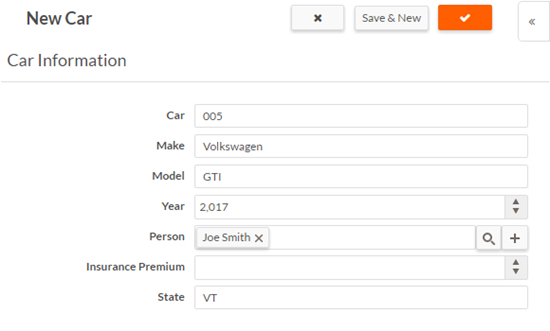 New Car
Save & New
Car Information
Car 005
Make Volkswagen
Model GTI
Year 2,017
Person Joe Smith
Insurance Premium
State VT